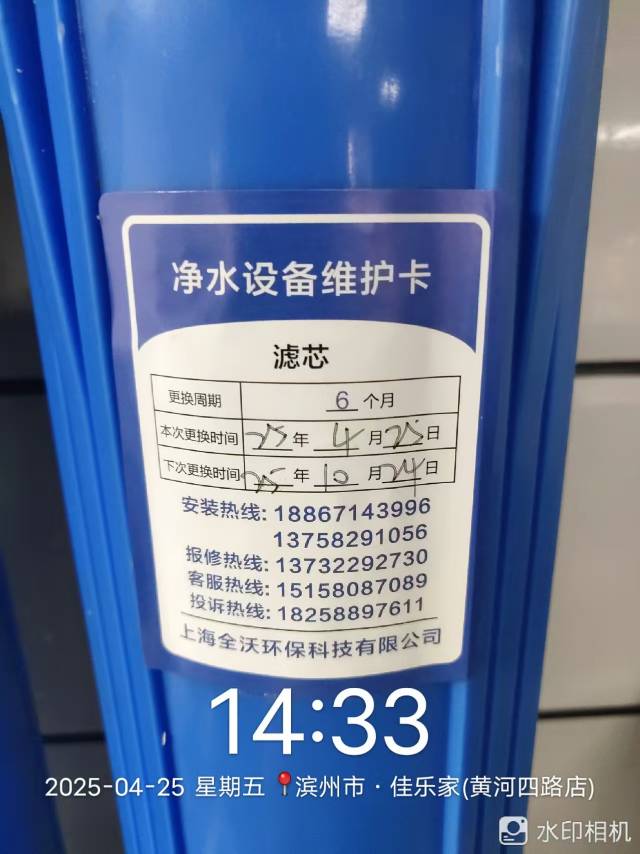 净水设备维护卡
滤芯
更换周期 6 个月
本次更换时间 25 年 4 月 25 日
下次更换时间 25 年 10 月 24 日
安装热线: 18867143996
13758291056
报修热线: 13732292730
客服热线: 15158087089
投诉热线: 18258897611
上海全沃环保科技有限公司
14:33
2025-04-25 星期五 滨州市·佳乐家(黄河四路店)
水印相机